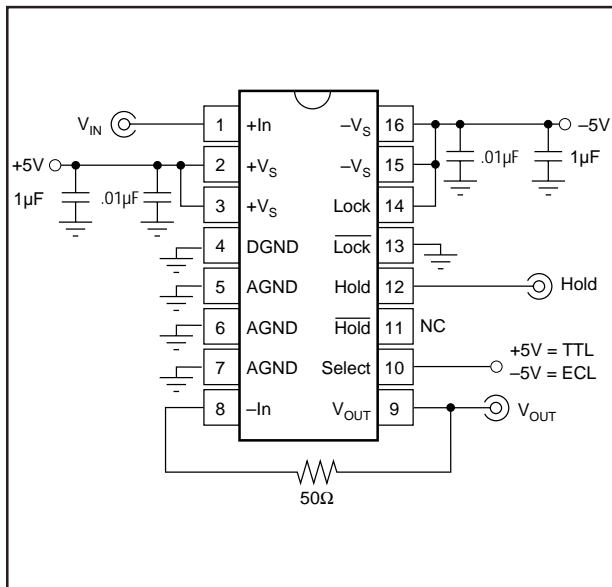 V_IN
+5V
1µF
.01µF
1 +In
2 +V_S
3 +V_S
4 DGND
5 AGND
6 AGND
7 AGND
8 –In
–V_S 16
–V_S 15
Lock 14
L̅o̅c̅k̅ 13
Hold 12
H̅o̅l̅d̅ 11
Select 10
V_OUT 9
–5V
.01µF
1µF
Hold
NC
+5V = TTL
–5V = ECL
V_OUT
50Ω